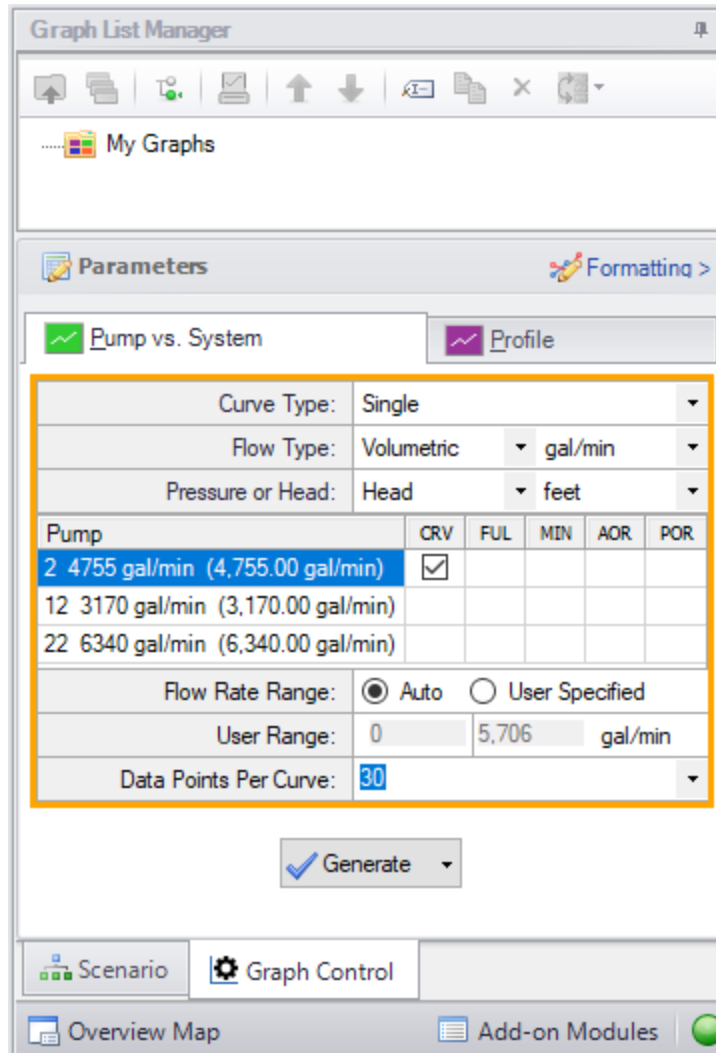 Graph List Manager
My Graphs
Parameters Formatting >
Pump vs. System Profile
Curve Type: Single
Flow Type: Volumetric gal/min
Pressure or Head: Head feet
Pump CRV FUL MIN AOR POR
2 4755 gal/min (4,755.00 gal/min)
12 3170 gal/min (3,170.00 gal/min)
22 6340 gal/min (6,340.00 gal/min)
Flow Rate Range: Auto User Specified
User Range: 0 5,706 gal/min
Data Points Per Curve: 30
Generate
Scenario Graph Control
Overview Map Add-on Modules